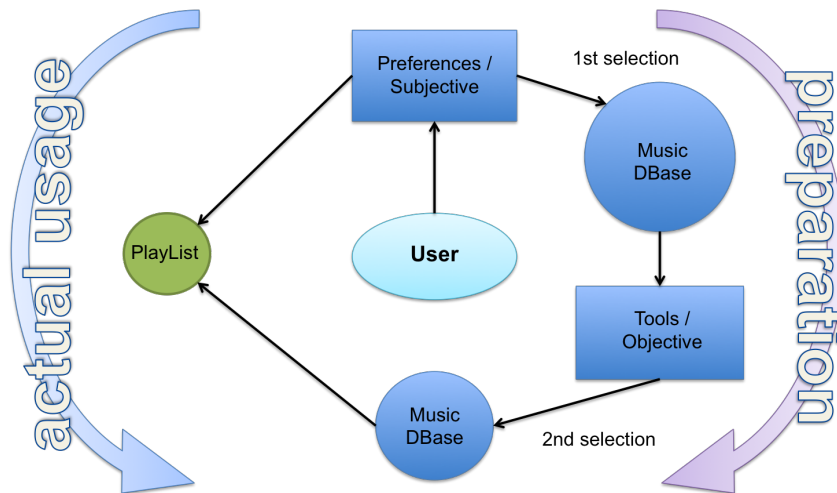 actual usage
Preferences /
Subjective
1st selection
preparation
Music
DBase
PlayList
User
Tools /
Objective
Music
DBase
2nd selection